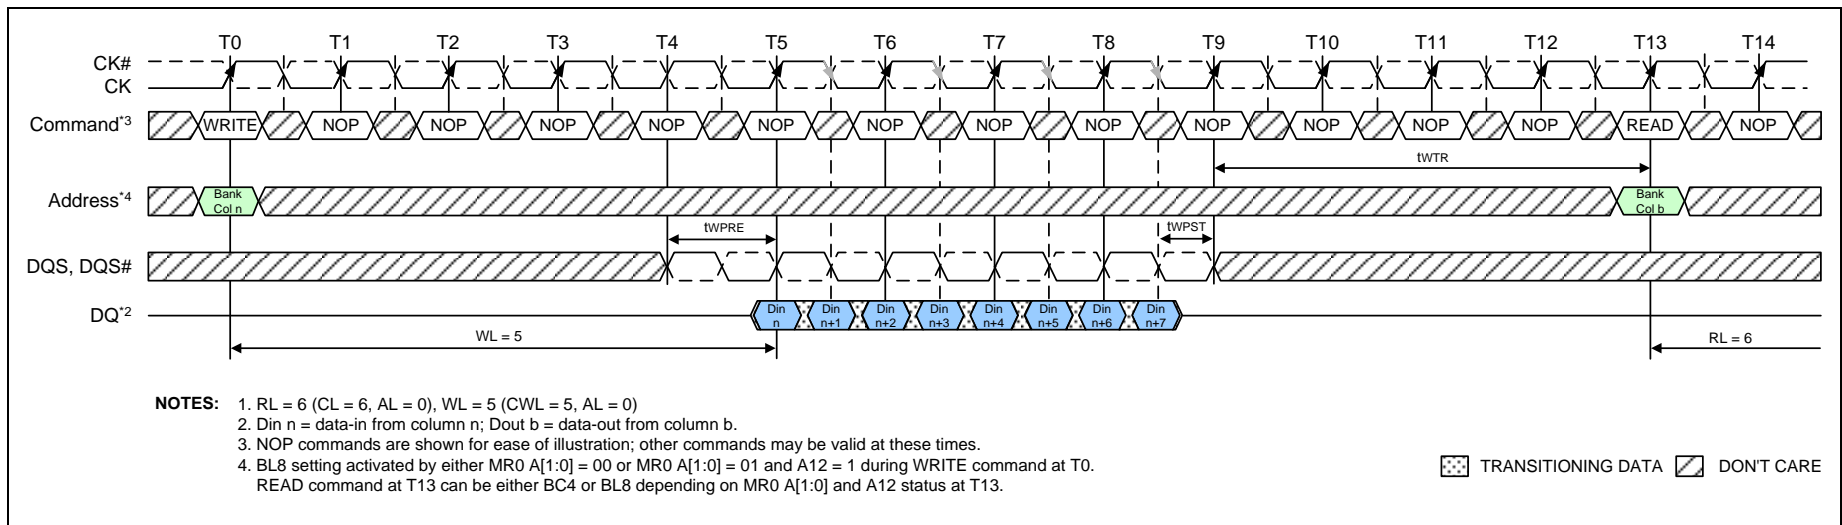 T0 T1 T2 T3 T4 T5 T6 T7 T8 T9 T10 T11 T12 T13 T14
CK#
CK
Command*3 WRITE NOP NOP NOP NOP NOP NOP NOP NOP NOP NOP NOP NOP READ NOP
tWTR
Address*4 Bank Bank
Col n Col b
tWPRE tWPST
DQS, DQS#
DQ*2 Din Din Din Din Din Din Din Din
n n+1 n+2 n+3 n+4 n+5 n+6 n+7
WL = 5 RL = 6
NOTES: 1. RL = 6 (CL = 6, AL = 0), WL = 5 (CWL = 5, AL = 0)
2. Din n = data-in from column n; Dout b = data-out from column b.
3. NOP commands are shown for ease of illustration; other commands may be valid at these times.
4. BL8 setting activated by either MR0 A[1:0] = 00 or MR0 A[1:0] = 01 and A12 = 1 during WRITE command at T0.
READ command at T13 can be either BC4 or BL8 depending on MR0 A[1:0] and A12 status at T13.
TRANSITIONING DATA DON'T CARE